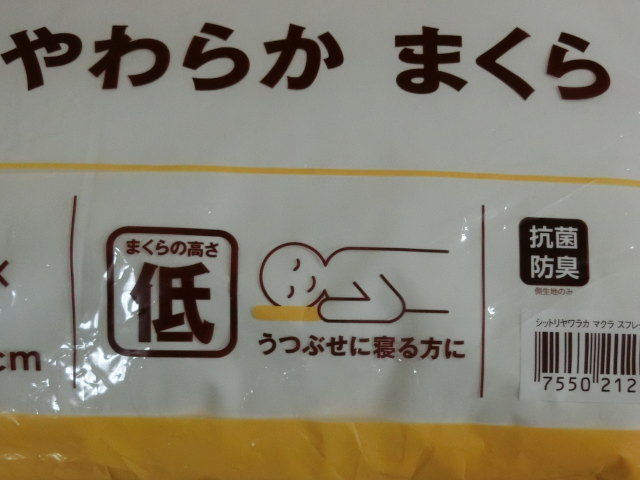 やわらか まくら
まくらの高さ
低
うつぶせに寝る方に
抗菌
防臭
側生地のみ
cm
シットリヤワラカ マクラ スフレ
7550 212